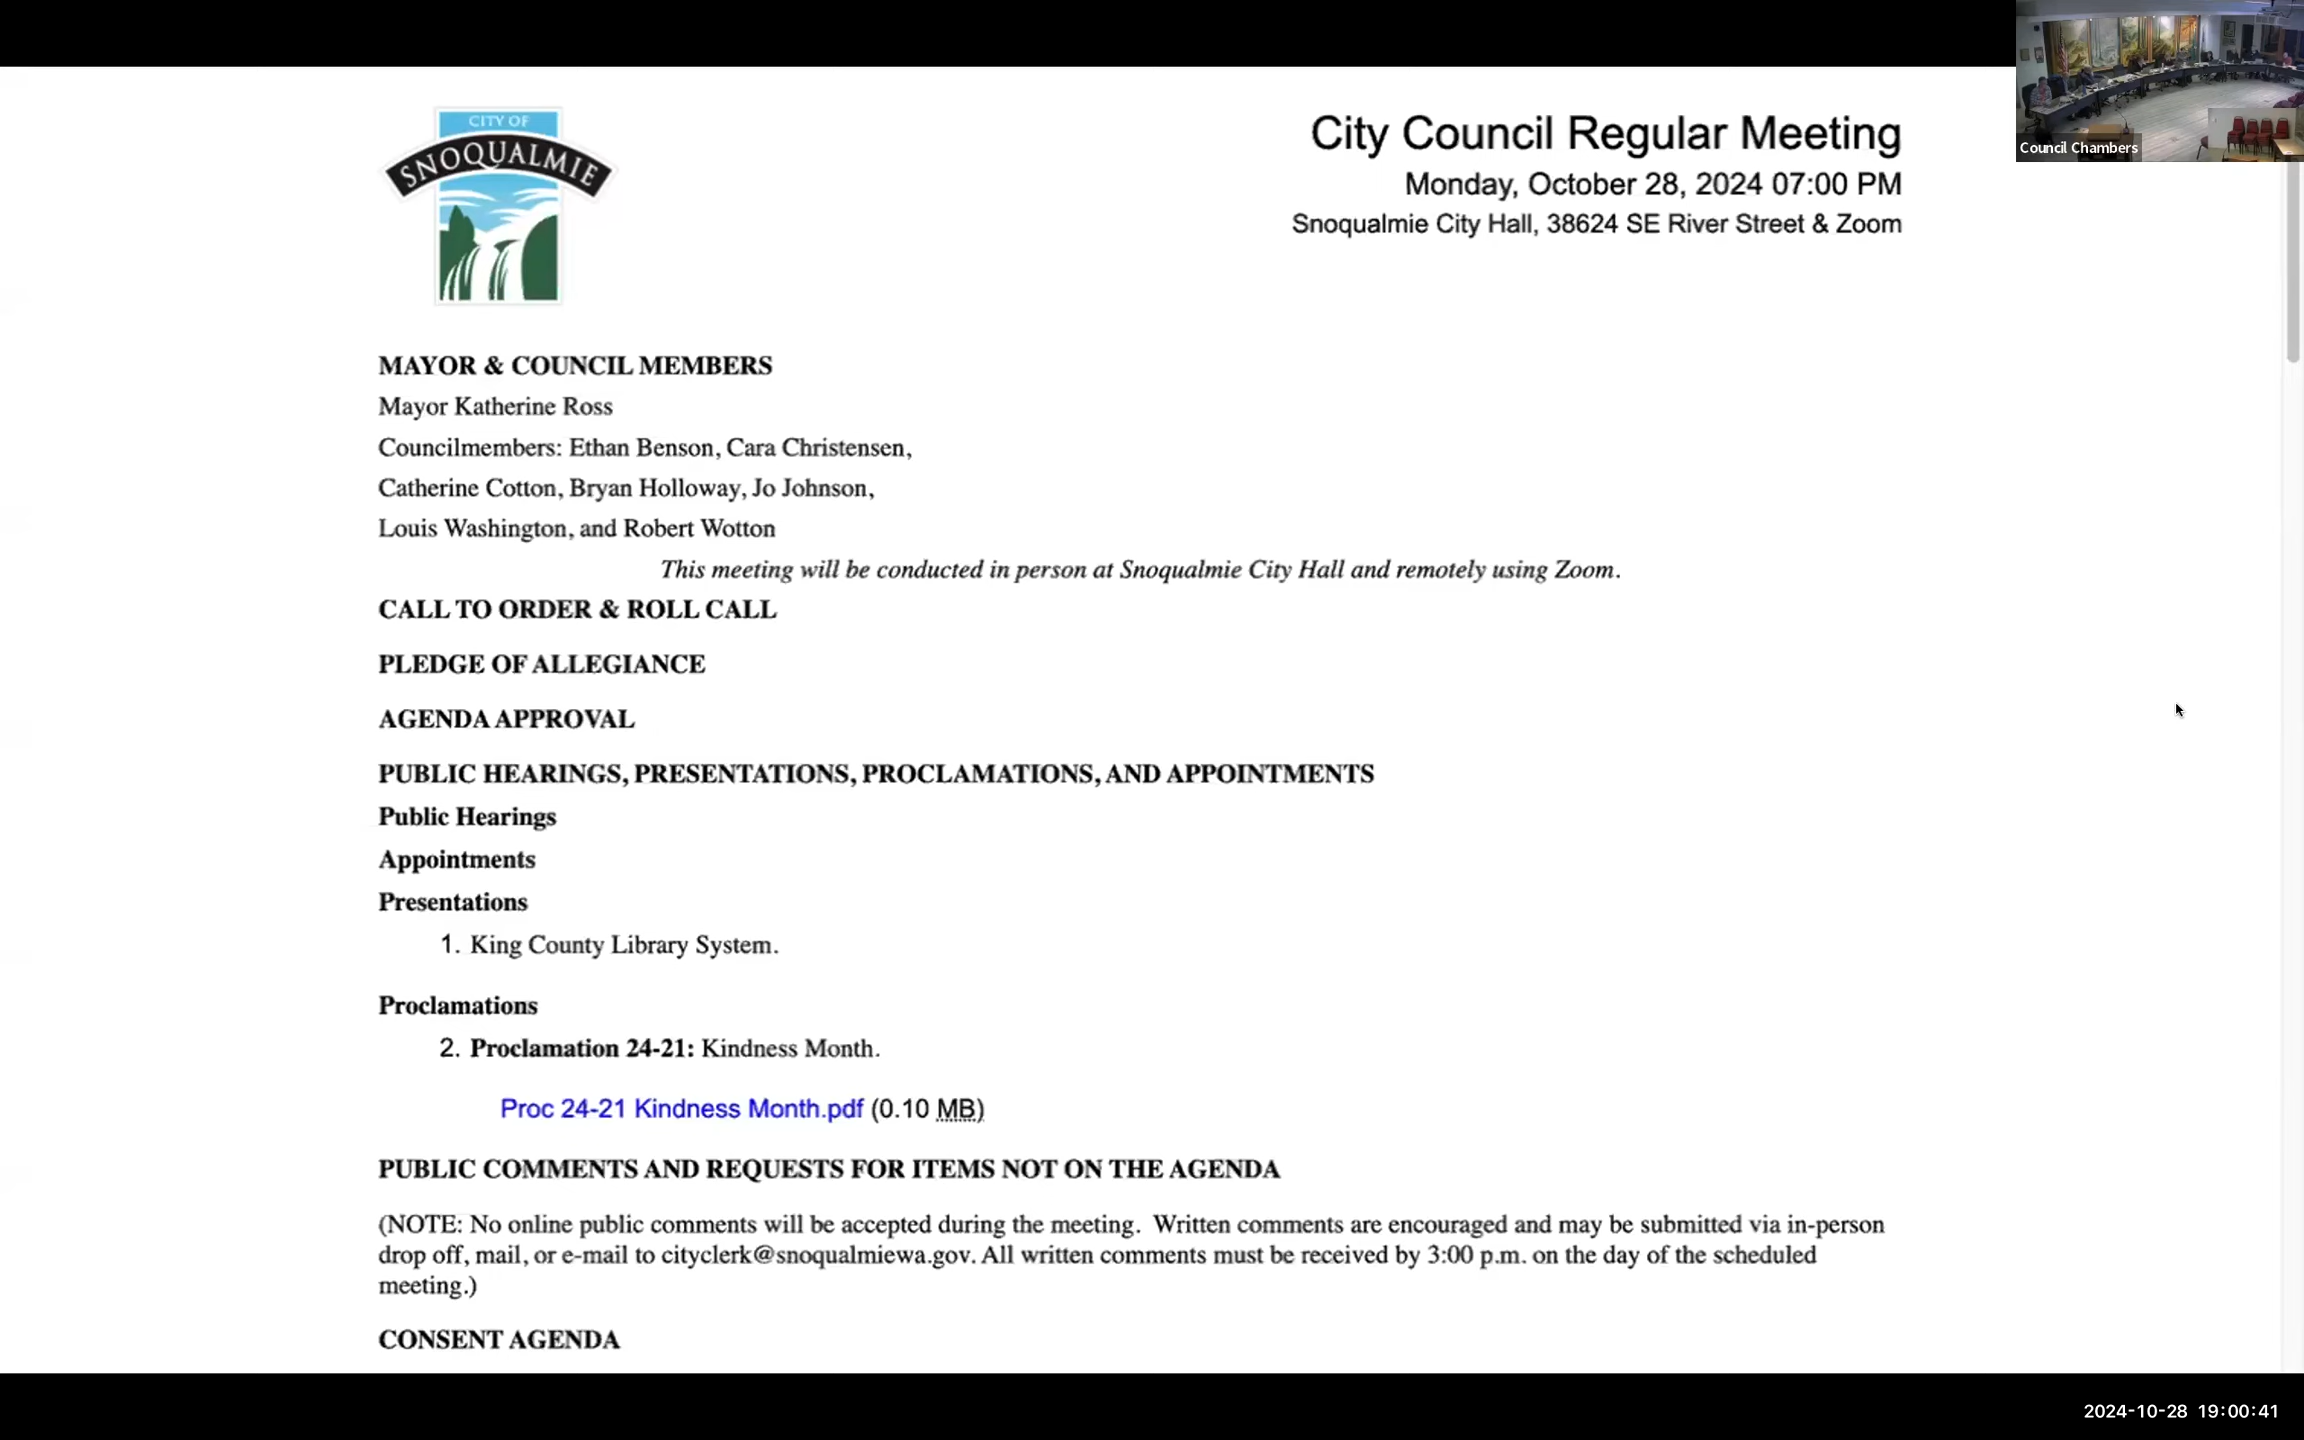 CITY OF
SNOQUALMIE
City Council Regular Meeting
Monday, October 28, 2024 07:00 PM
Snoqualmie City Hall, 38624 SE River Street & Zoom
Council Chambers
MAYOR & COUNCIL MEMBERS
Mayor Katherine Ross
Councilmembers: Ethan Benson, Cara Christensen,
Catherine Cotton, Bryan Holloway, Jo Johnson,
Louis Washington, and Robert Wotton
This meeting will be conducted in person at Snoqualmie City Hall and remotely using Zoom.
CALL TO ORDER & ROLL CALL
PLEDGE OF ALLEGIANCE
AGENDA APPROVAL
PUBLIC HEARINGS, PRESENTATIONS, PROCLAMATIONS, AND APPOINTMENTS
Public Hearings
Appointments
Presentations
1. King County Library System.
Proclamations
2. Proclamation 24-21: Kindness Month.
Proc 24-21 Kindness Month.pdf (0.10 MB)
PUBLIC COMMENTS AND REQUESTS FOR ITEMS NOT ON THE AGENDA
(NOTE: No online public comments will be accepted during the meeting.  Written comments are encouraged and may be submitted via in-person
drop off, mail, or e-mail to cityclerk@snoqualmiewa.gov. All written comments must be received by 3:00 p.m. on the day of the scheduled
meeting.)
CONSENT AGENDA
2024-10-28 19:00:41